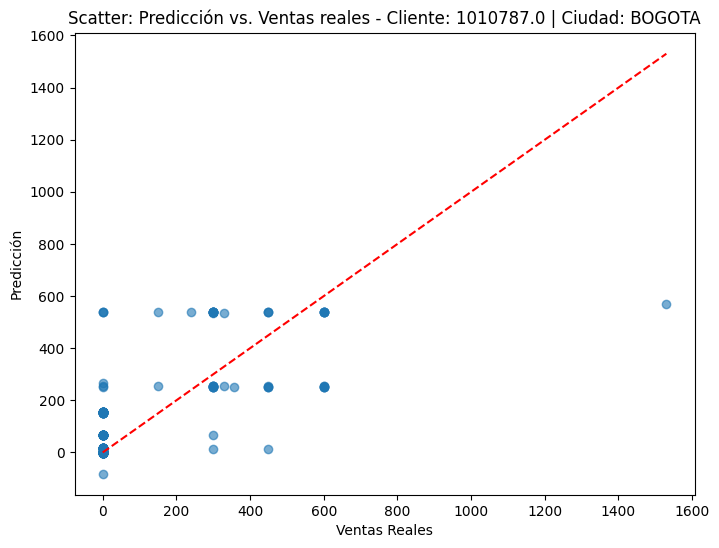 Scatter: Predicción vs. Ventas reales - Cliente: 1010787.0 | Ciudad: BOGOTA
1600
1400
1200
1000
800
600
400
200
0
Predicción
0 200 400 600 800 1000 1200 1400 1600
Ventas Reales